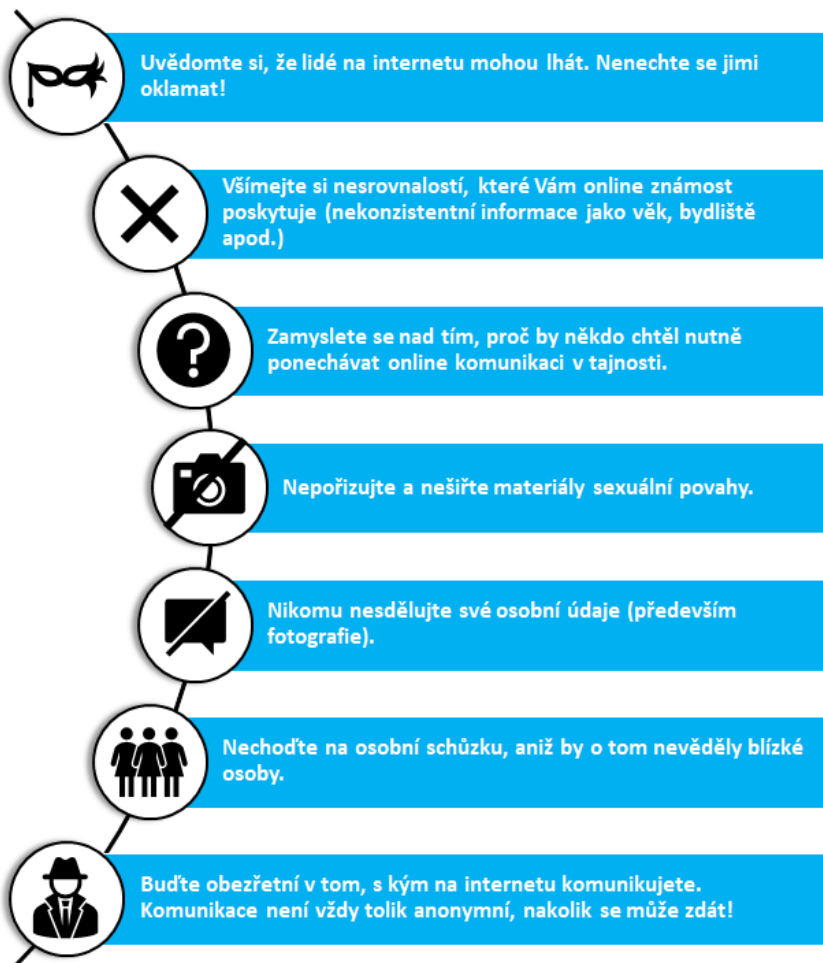 Uvědomte si, že lidé na internetu mohou lhát. Nenechte se jimi
oklamat!
Všímejte si nesrovnalostí, které Vám online známost
poskytuje (nekonzistentní informace jako věk, bydliště
apod.)
Zamyslete se nad tím, proč by někdo chtěl nutně
ponechávat online komunikaci v tajnosti.
Nepořizujte a nešiřte materiály sexuální povahy.
Nikomu nesdělujte své osobní údaje (především
fotografie).
Nechoďte na osobní schůzku, aniž by o tom nevěděly blízké
osoby.
Buďte obezřetní v tom, s kým na internetu komunikujete.
Komunikace není vždy tolik anonymní, nakolik se může zdát!